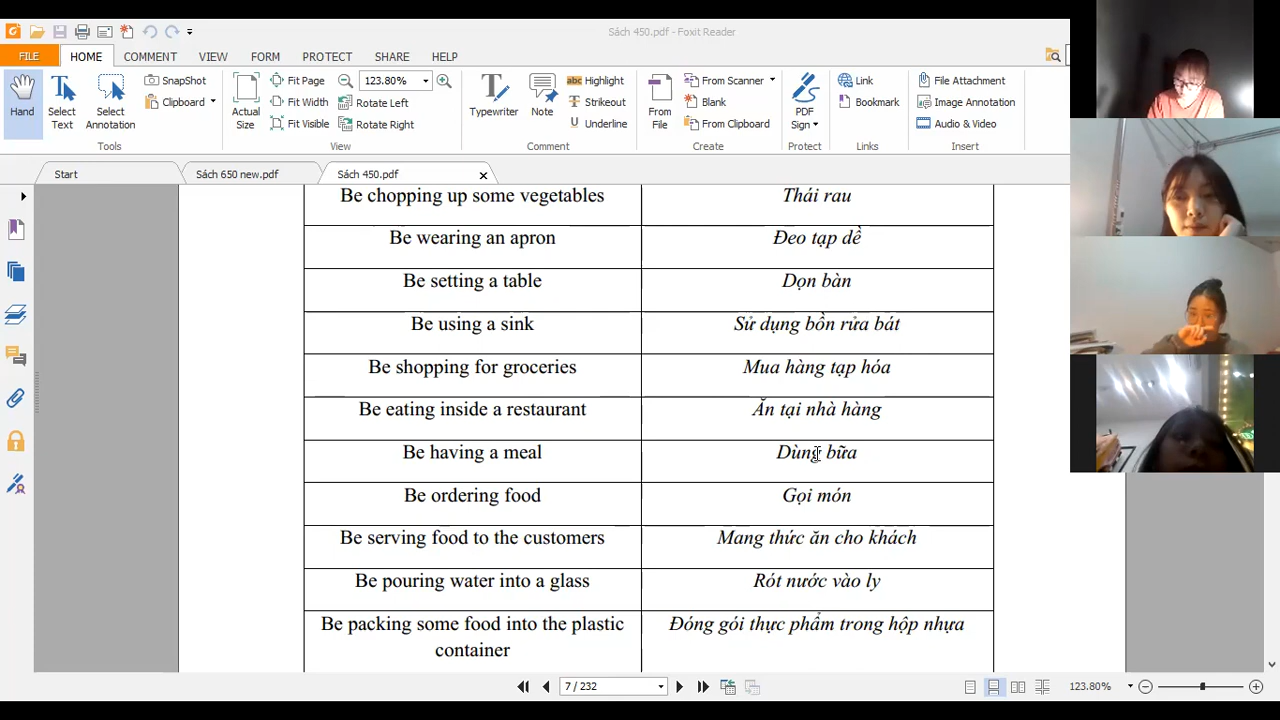 Sách 450.pdf - Foxit Reader
FILE HOME COMMENT VIEW FORM PROTECT SHARE HELP
Hand
Select Text
Select Annotation
SnapShot
Clipboard
Tools
Actual Size
Fit Page
Fit Width
Fit Visible
123.80%
Rotate Left
Rotate Right
View
Typewriter
Note
abc Highlight
Strikeout
Underline
Comment
From File
From Scanner
Blank
From Clipboard
Create
PDF Sign
Protect
Link
Bookmark
File Attachment
Image Annotation
Audio & Video
Insert
Start Sách 650 new.pdf Sách 450.pdf
Be chopping up some vegetables Thái rau
Be wearing an apron Đeo tạp dề
Be setting a table Dọn bàn
Be using a sink Sử dụng bồn rửa bát
Be shopping for groceries Mua hàng tạp hóa
Be eating inside a restaurant Ăn tại nhà hàng
Be having a meal Dùng bữa
Be ordering food Gọi món
Be serving food to the customers Mang thức ăn cho khách
Be pouring water into a glass Rót nước vào ly
Be packing some food into the plastic Đóng gói thực phẩm trong hộp nhựa
container
7 / 232 123.80%